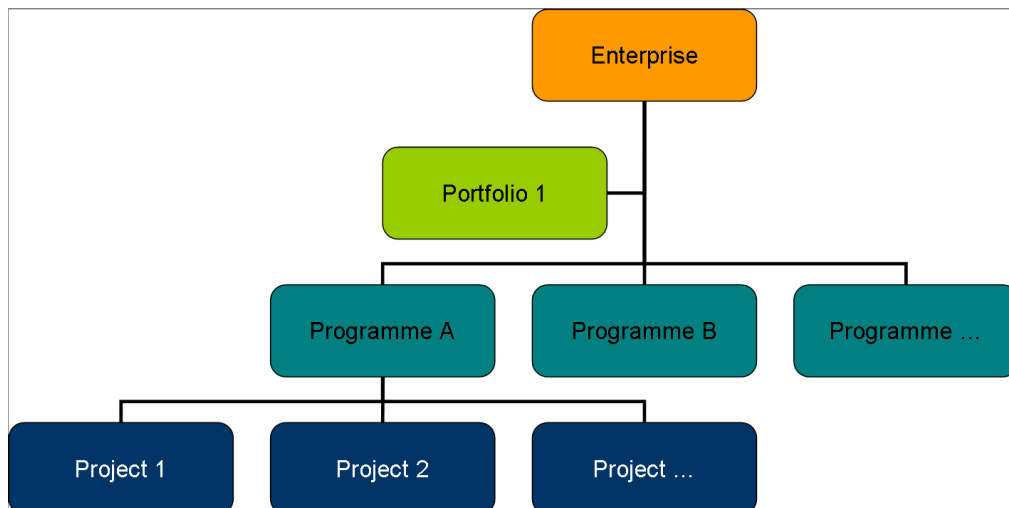 Enterprise
Portfolio 1
Programme A
Programme B
Programme ...
Project 1
Project 2
Project ...